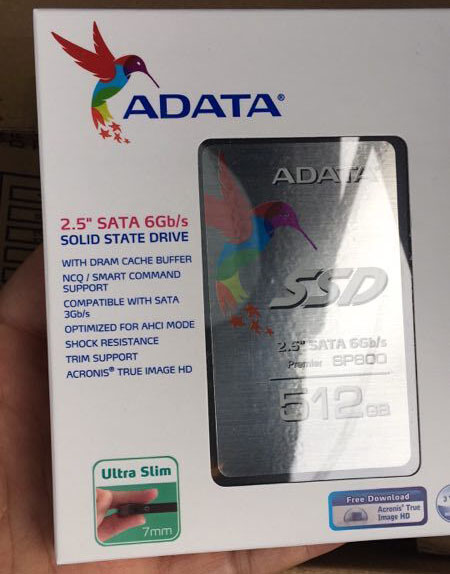 ADATA®
2.5" SATA 6Gb/s
SOLID STATE DRIVE
WITH DRAM CACHE BUFFER
NCQ / SMART COMMAND
SUPPORT
COMPATIBLE WITH SATA
3Gb/s
OPTIMIZED FOR AHCI MODE
SHOCK RESISTANCE
TRIM SUPPORT
ACRONIS® TRUE IMAGE HD
ADATA
SSD
2.5" SATA 6Gb/s
Premier SP800
512 GB
Ultra Slim
7mm
Free Download
Acronis® True
Image HD